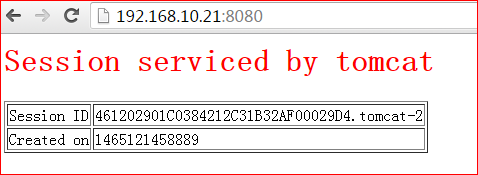 192.168.10.21:8080
Session serviced by tomcat
Session ID 461202901C0384212C31B32AF00029D4.tomcat-2
Created on 1465121458889